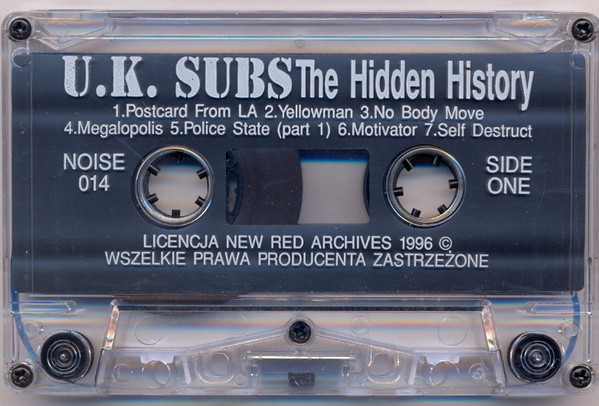 U.K. SUBS The Hidden History
1.Postcard From LA 2.Yellowman 3.No Body Move
4.Megalopolis 5.Police State (part 1) 6.Motivator 7.Self Destruct
NOISE
014
SIDE
ONE
LICENCJA NEW RED ARCHIVES 1996 ©
WSZELKIE PRAWA PRODUCENTA ZASTRZEŻONE